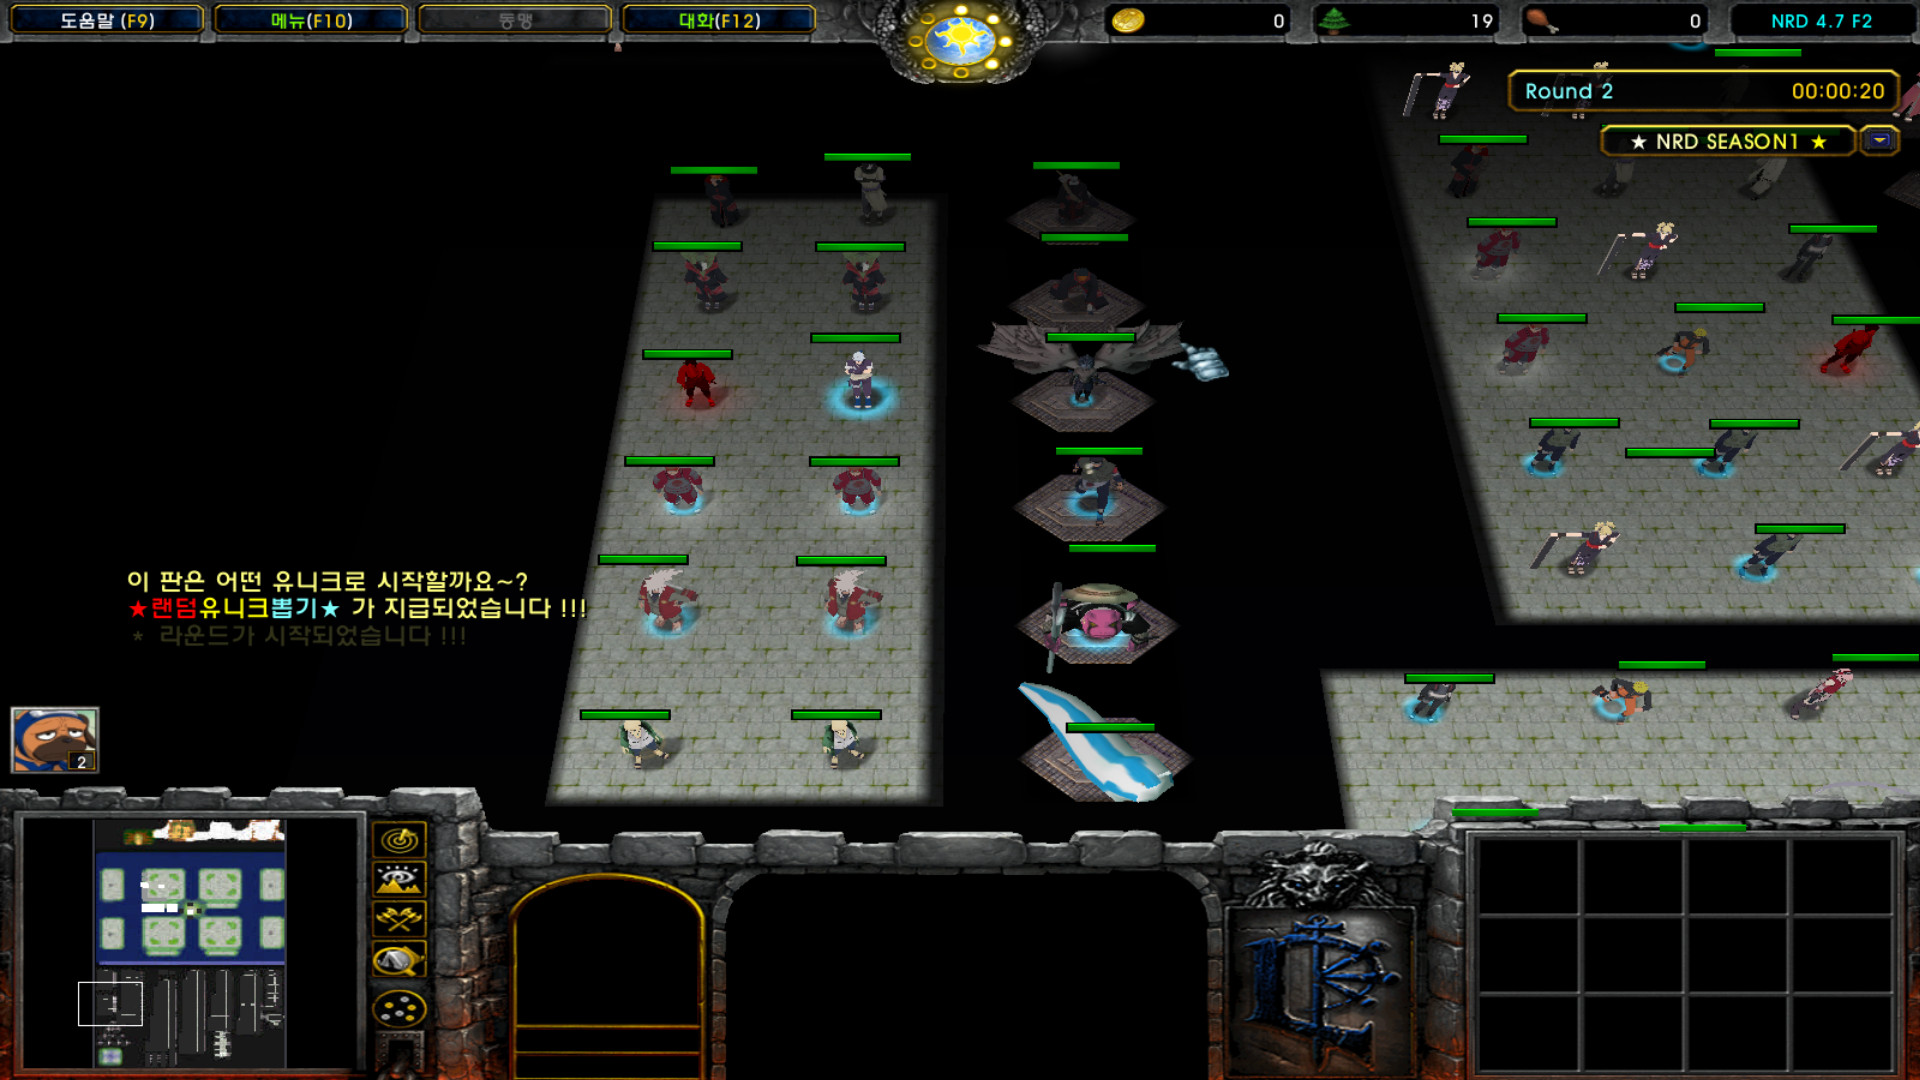 도움말 (F9)
메뉴(F10)
동맹
대화(F12)
0
19
0
NRD 4.7 F2
Round 2
00:00:20
★ NRD SEASON1 ★
이 판은 어떤 유니크로 시작할까요~?
★랜덤유니크뽑기★ 가 지급되었습니다 !!!
* 라운드가 시작되었습니다 !!!
2